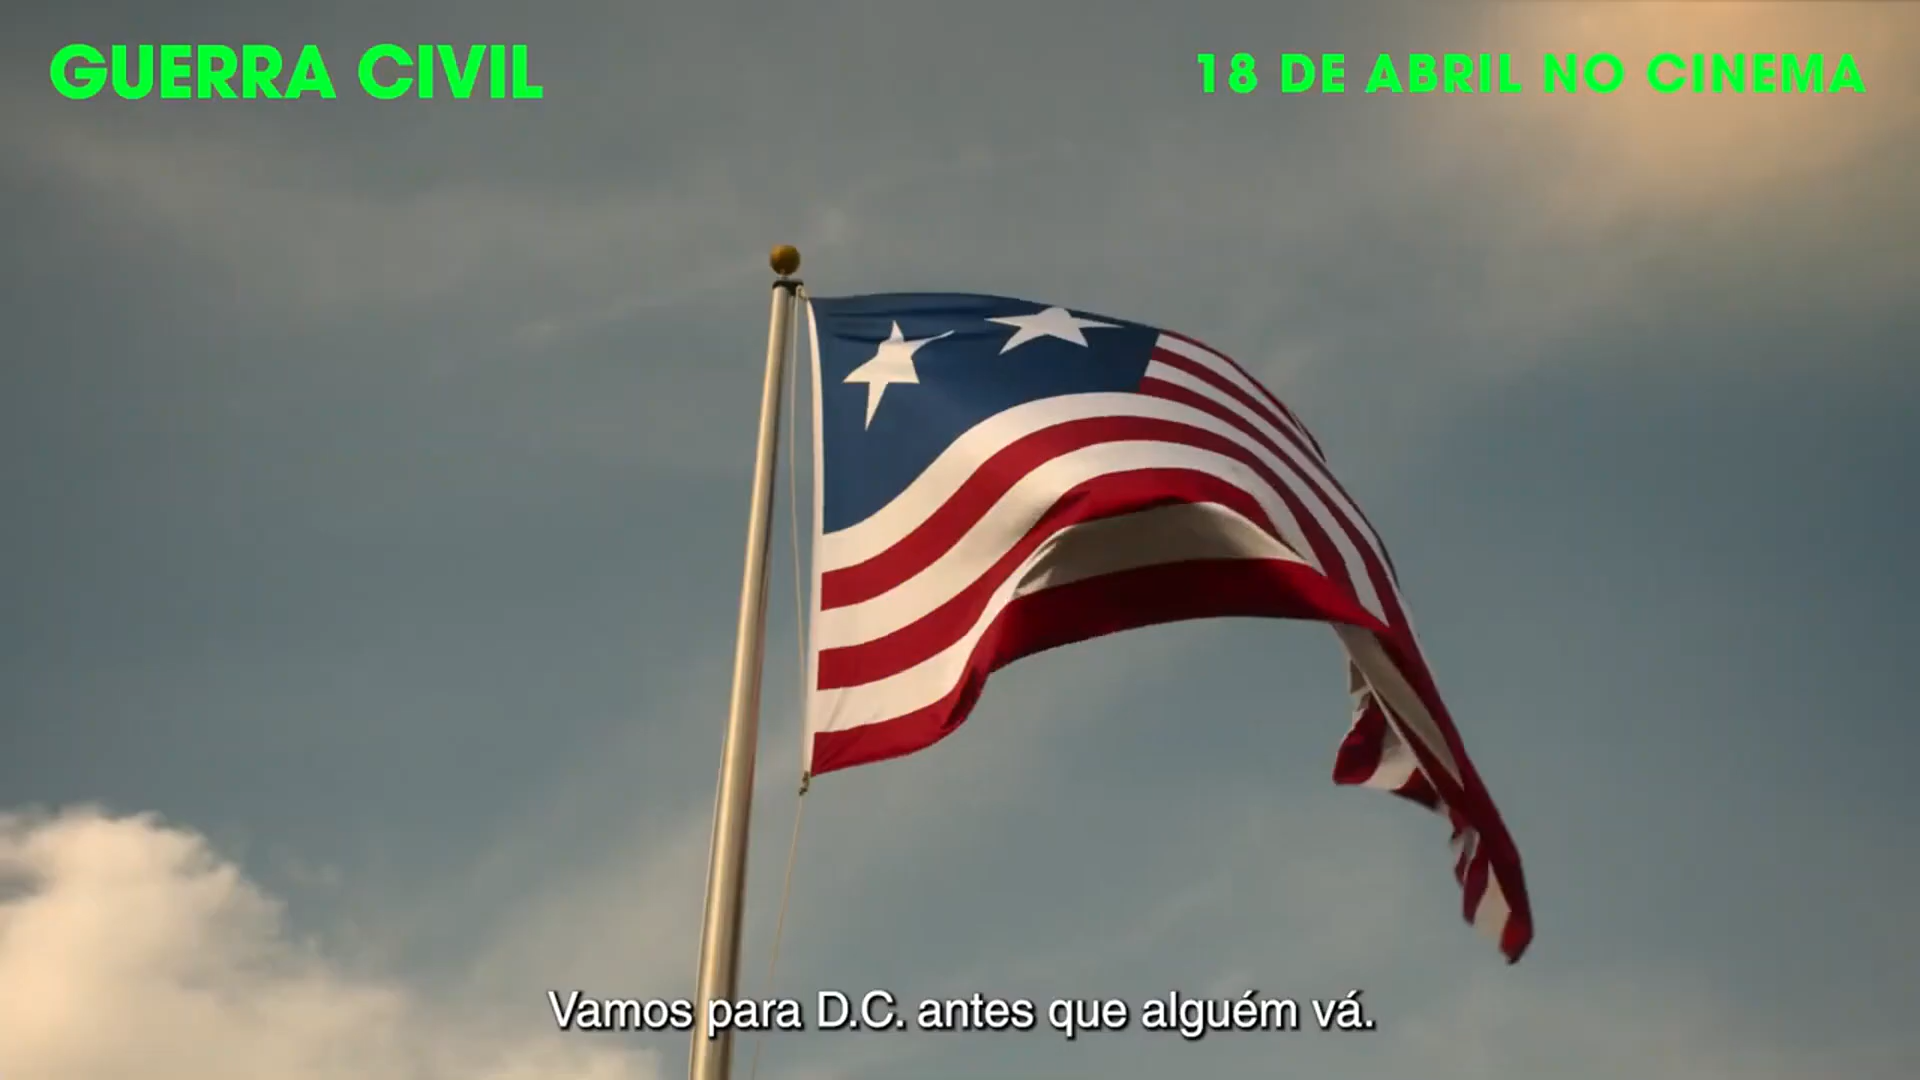 GUERRA CIVIL
18 DE ABRIL NO CINEMA
Vamos para D.C. antes que alguém vá.